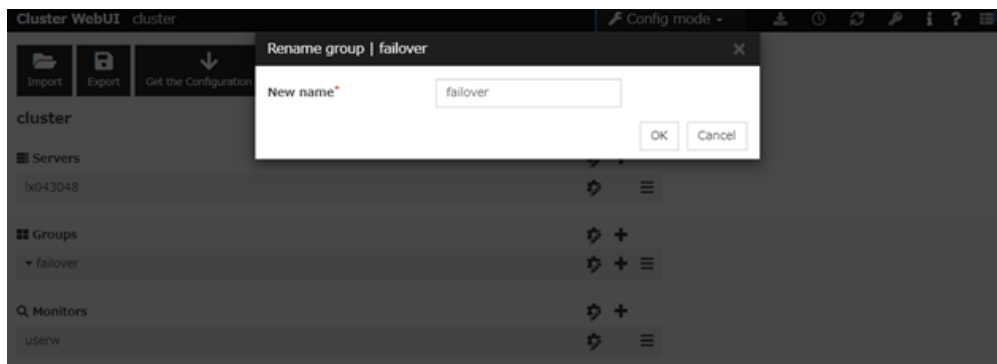 Cluster WebUI cluster Config mode
Import Export Get the Configuration
Rename group | failover
New name* failover
OK Cancel
cluster
Servers
lx043048
Groups
failover
Monitors
userw